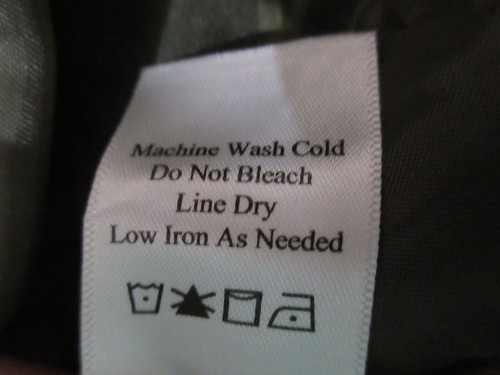 Machine Wash Cold
Do Not Bleach
Line Dry
Low Iron As Needed